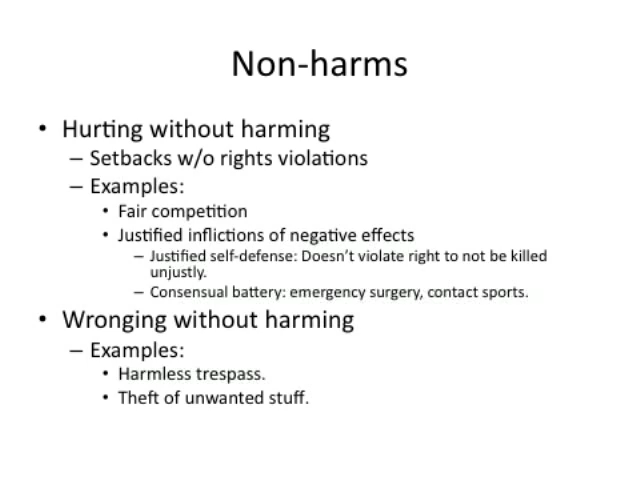 Non-harms
• Hurting without harming
– Setbacks w/o rights violations
– Examples:
• Fair competition
• Justified inflictions of negative effects
– Justified self-defense: Doesn't violate right to not be killed
unjustly.
– Consensual battery: emergency surgery, contact sports.
• Wronging without harming
– Examples:
• Harmless trespass.
• Theft of unwanted stuff.